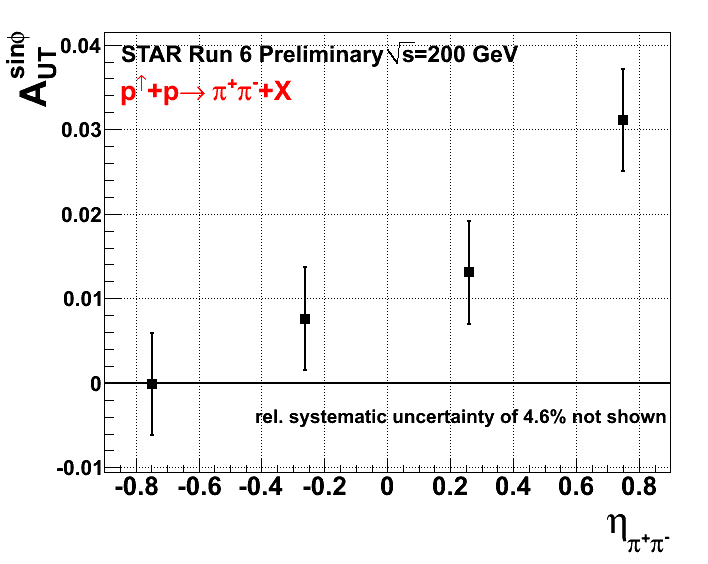 A_UT^sinϕ
0.04
0.03
0.02
0.01
0
-0.01
STAR Run 6 Preliminary √s=200 GeV
p↑+p→ π⁺π⁻+X
rel. systematic uncertainty of 4.6% not shown
-0.8 -0.6 -0.4 -0.2 0 0.2 0.4 0.6 0.8
η_π⁺π⁻